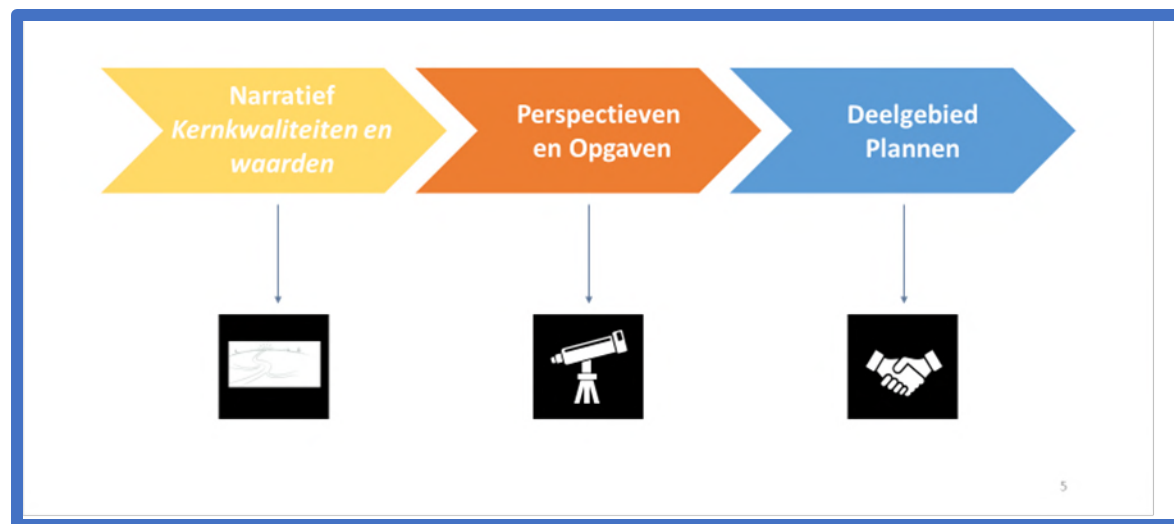 Narratief
Kernkwaliteiten en
waarden
Perspectieven
en Opgaven
Deelgebied
Plannen
5